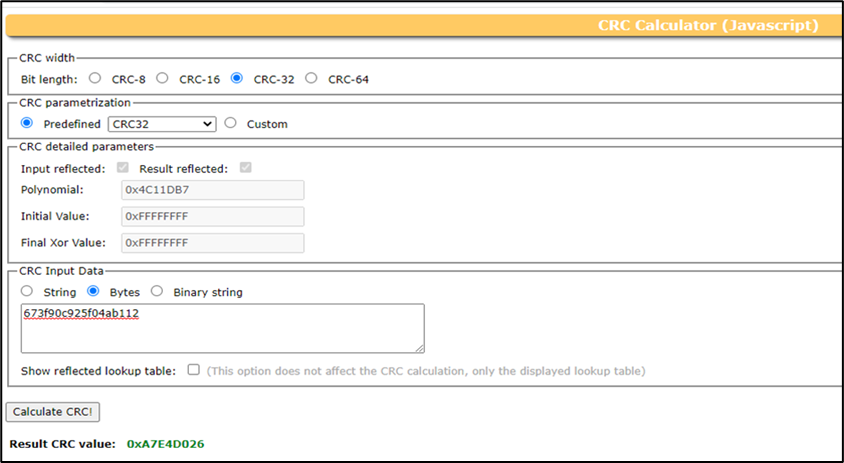 CRC Calculator (Javascript)
CRC width
Bit length: CRC-8 CRC-16 CRC-32 CRC-64
CRC parametrization
Predefined CRC32 Custom
CRC detailed parameters
Input reflected: Result reflected:
Polynomial: 0x4C11DB7
Initial Value: 0xFFFFFFFF
Final Xor Value: 0xFFFFFFFF
CRC Input Data
String Bytes Binary string
673f90c925f04ab112
Show reflected lookup table: (This option does not affect the CRC calculation, only the displayed lookup table)
Calculate CRC!
Result CRC value: 0xA7E4D026